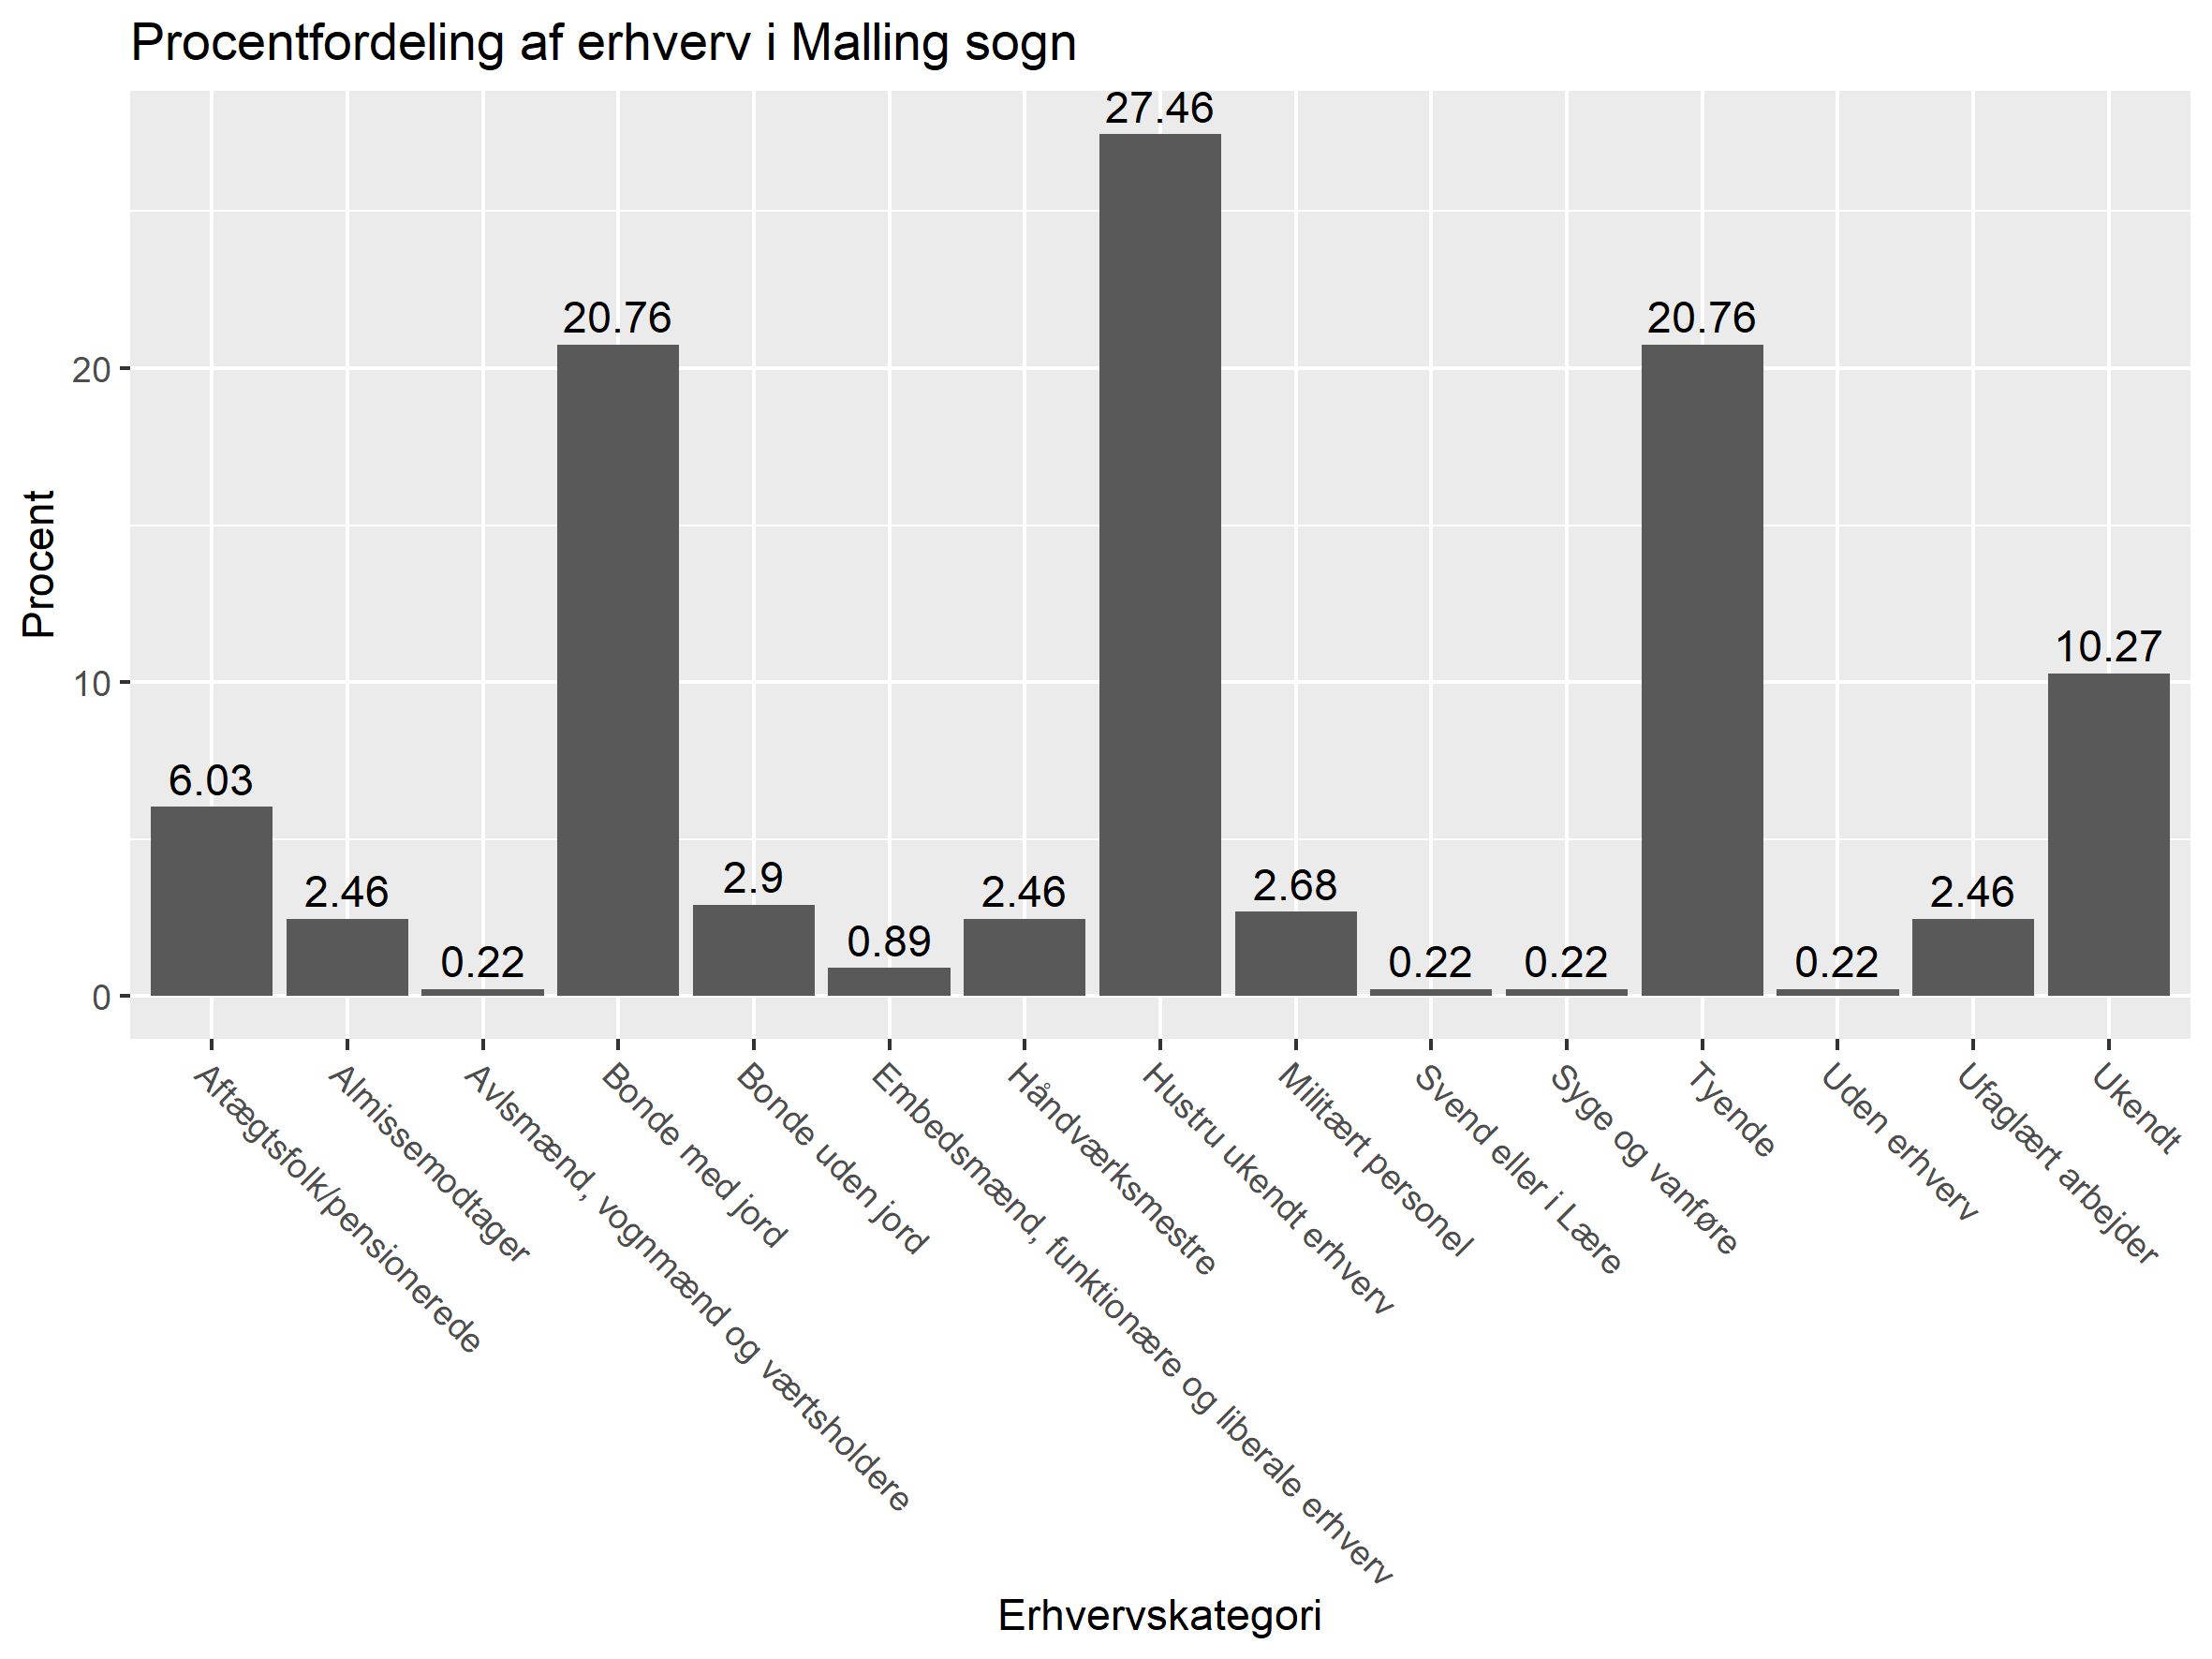 Procentfordeling af erhverv i Malling sogn
Procent
20
10
0
6.03
2.46
0.22
20.76
2.9
0.89
2.46
27.46
2.68
0.22
0.22
20.76
0.22
2.46
10.27
Aftægtsfolk/pensionerede
Almissemodtager
Avlsmænd, vognmænd og værtsholdere
Bonde med jord
Bonde uden jord
Embedsmænd, funktionære og liberale erhverv
Håndværksmestre
Hustru ukendt erhverv
Militært personel
Svend eller i Lære
Syge og vanføre
Tyende
Uden erhverv
Ufaglært arbejder
Ukendt
Erhvervskategori